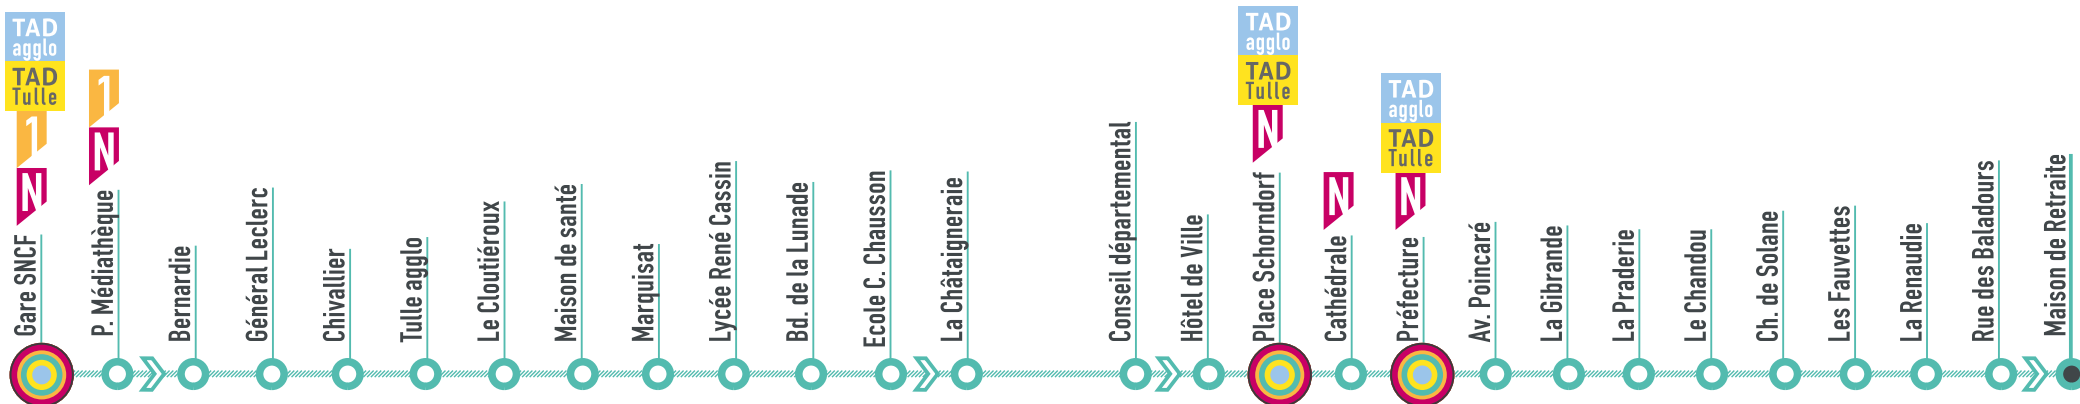 TAD
agglo
TAD
Tulle
1
N
Gare SNCF
1
N
P. Médiathèque
Bernardie
Général Leclerc
Chivallier
Tulle agglo
Le Cloutiéroux
Maison de santé
Marquisat
Lycée René Cassin
Bd. de la Lunade
Ecole C. Chausson
La Châtaigneraie
Conseil départemental
Hôtel de Ville
TAD
agglo
TAD
Tulle
N
Place Schorndorf
N
Cathédrale
TAD
agglo
TAD
Tulle
N
Préfecture
Av. Poincaré
La Gibrande
La Praderie
Le Chandou
Ch. de Solane
Les Fauvettes
La Renaudie
Rue des Baladours
Maison de Retraite